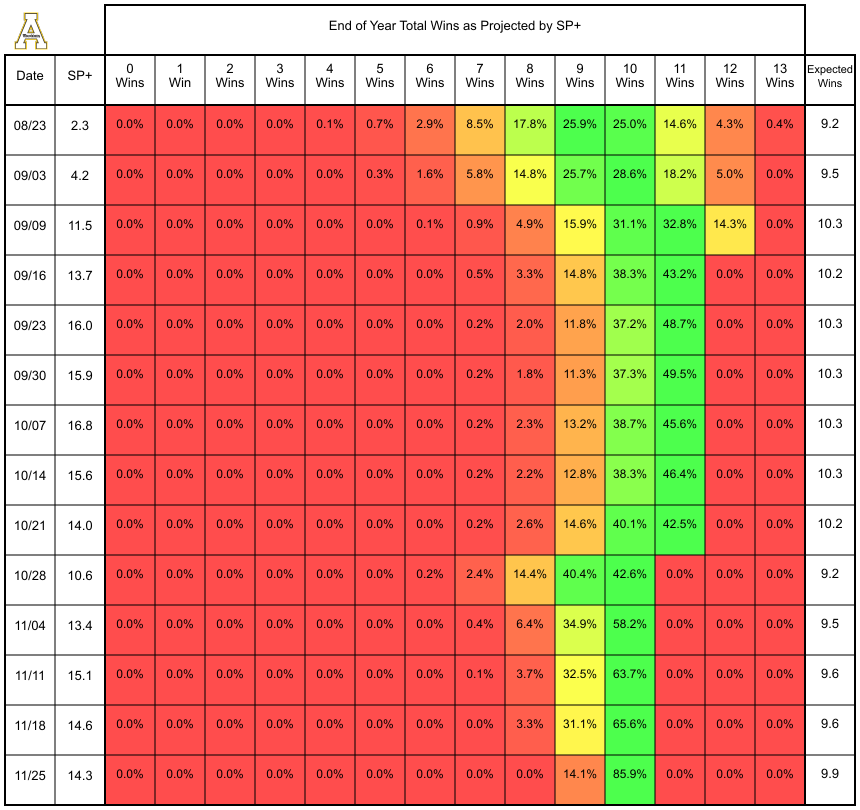 End of Year Total Wins as Projected by SP+
Date SP+ 0 Wins 1 Win 2 Wins 3 Wins 4 Wins 5 Wins 6 Wins 7 Wins 8 Wins 9 Wins 10 Wins 11 Wins 12 Wins 13 Wins Expected Wins
08/23 2.3 0.0% 0.0% 0.0% 0.0% 0.1% 0.7% 2.9% 8.5% 17.8% 25.9% 25.0% 14.6% 4.3% 0.4% 9.2
09/03 4.2 0.0% 0.0% 0.0% 0.0% 0.0% 0.3% 1.6% 5.8% 14.8% 25.7% 28.6% 18.2% 5.0% 0.0% 9.5
09/09 11.5 0.0% 0.0% 0.0% 0.0% 0.0% 0.0% 0.1% 0.9% 4.9% 15.9% 31.1% 32.8% 14.3% 0.0% 10.3
09/16 13.7 0.0% 0.0% 0.0% 0.0% 0.0% 0.0% 0.0% 0.5% 3.3% 14.8% 38.3% 43.2% 0.0% 0.0% 10.2
09/23 16.0 0.0% 0.0% 0.0% 0.0% 0.0% 0.0% 0.0% 0.2% 2.0% 11.8% 37.2% 48.7% 0.0% 0.0% 10.3
09/30 15.9 0.0% 0.0% 0.0% 0.0% 0.0% 0.0% 0.0% 0.2% 1.8% 11.3% 37.3% 49.5% 0.0% 0.0% 10.3
10/07 16.8 0.0% 0.0% 0.0% 0.0% 0.0% 0.0% 0.0% 0.2% 2.3% 13.2% 38.7% 45.6% 0.0% 0.0% 10.3
10/14 15.6 0.0% 0.0% 0.0% 0.0% 0.0% 0.0% 0.0% 0.2% 2.2% 12.8% 38.3% 46.4% 0.0% 0.0% 10.3
10/21 14.0 0.0% 0.0% 0.0% 0.0% 0.0% 0.0% 0.0% 0.2% 2.6% 14.6% 40.1% 42.5% 0.0% 0.0% 10.2
10/28 10.6 0.0% 0.0% 0.0% 0.0% 0.0% 0.0% 0.2% 2.4% 14.4% 40.4% 42.6% 0.0% 0.0% 0.0% 9.2
11/04 13.4 0.0% 0.0% 0.0% 0.0% 0.0% 0.0% 0.0% 0.4% 6.4% 34.9% 58.2% 0.0% 0.0% 0.0% 9.5
11/11 15.1 0.0% 0.0% 0.0% 0.0% 0.0% 0.0% 0.0% 0.1% 3.7% 32.5% 63.7% 0.0% 0.0% 0.0% 9.6
11/18 14.6 0.0% 0.0% 0.0% 0.0% 0.0% 0.0% 0.0% 0.0% 3.3% 31.1% 65.6% 0.0% 0.0% 0.0% 9.6
11/25 14.3 0.0% 0.0% 0.0% 0.0% 0.0% 0.0% 0.0% 0.0% 0.0% 14.1% 85.9% 0.0% 0.0% 0.0% 9.9